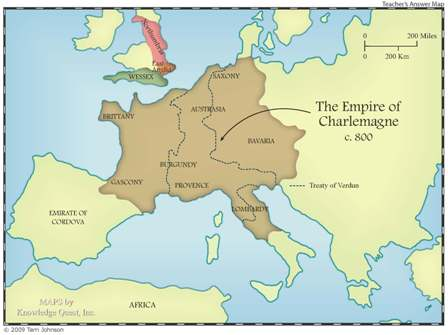 Teacher's Answer Map
Northumbria
East
Anglia
WESSEX
0 200 Miles
0 200 Km
SAXONY
AUSTRASIA
BRITTANY
The Empire of
Charlemagne
c. 800
BAVARIA
BURGUNDY
GASCONY
PROVENCE
Treaty of Verdun
LOMBARDY
EMIRATE OF
CORDOVA
MAPS by
Knowledge Quest, Inc.
AFRICA
© 2009 Terri Johnson